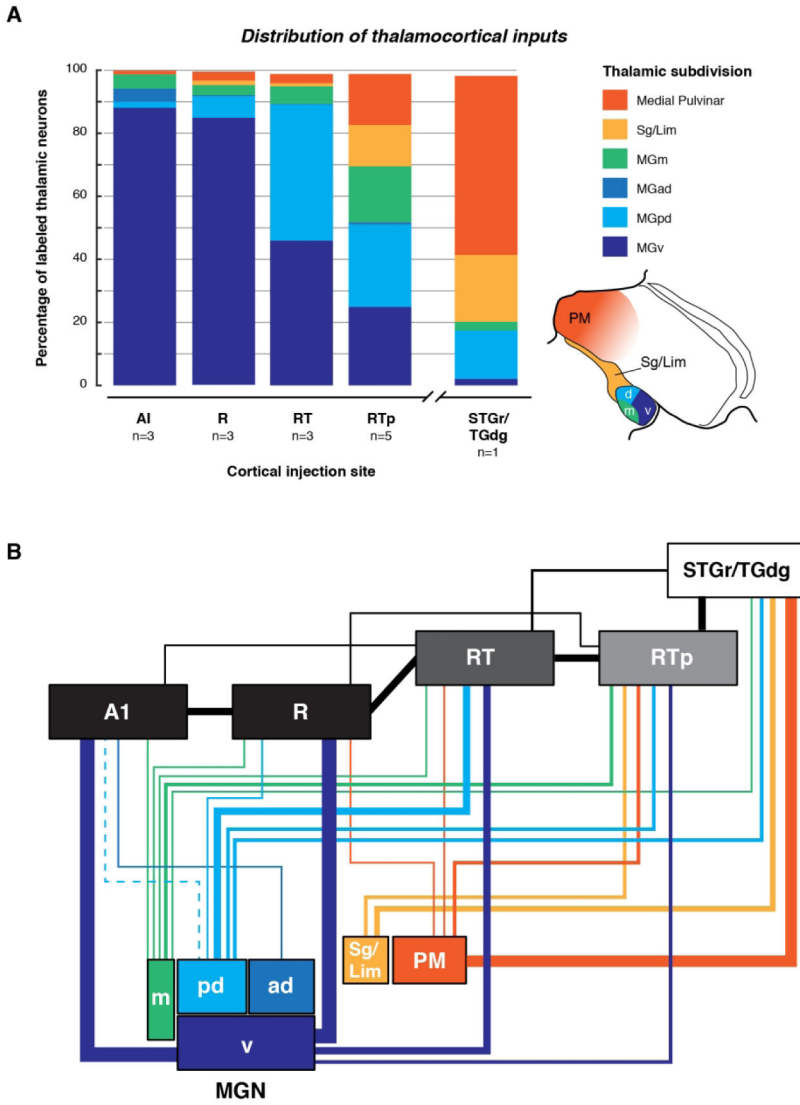 A
Distribution of thalamocortical inputs
Percentage of labeled thalamic neurons
100
80
60
40
20
0
AI
n=3
R
n=3
RT
n=3
RTp
n=5
STGr/
TGdg
n=1
Cortical injection site
Thalamic subdivision
Medial Pulvinar
Sg/Lim
MGm
MGad
MGpd
MGv
PM
Sg/Lim
d
m
v
B
STGr/TGdg
RT
RTp
A1
R
Sg/
Lim
PM
m
pd
ad
v
MGN